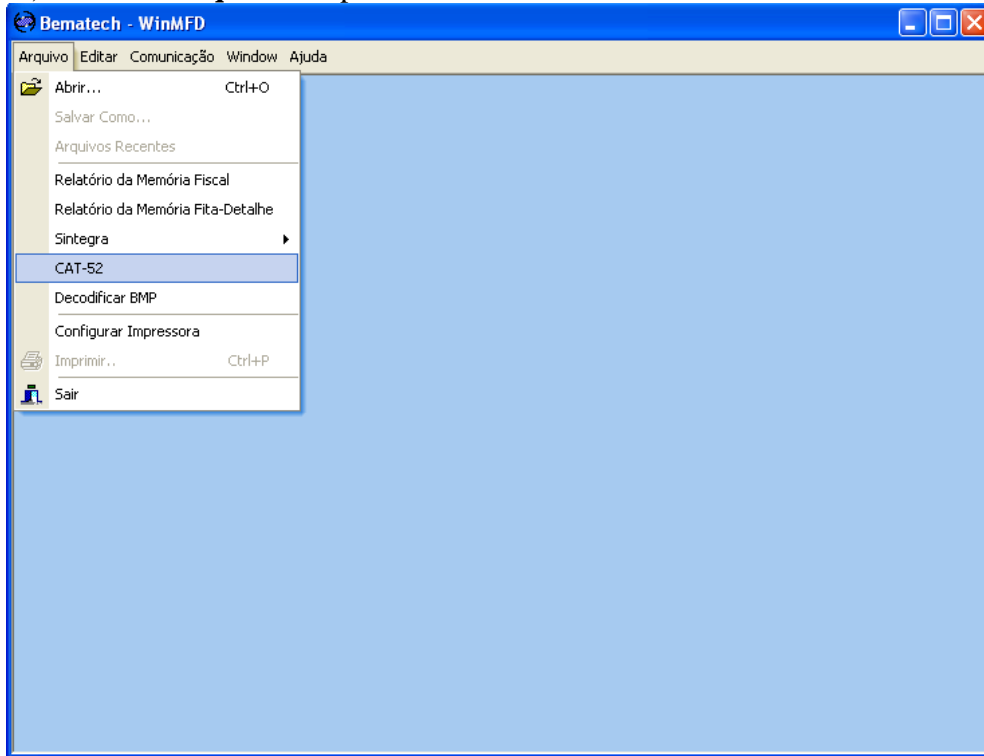 Bematech - WinMFD
Arquivo Editar Comunicação Window Ajuda
Abrir... Ctrl+O
Salvar Como...
Arquivos Recentes
Relatório da Memória Fiscal
Relatório da Memória Fita-Detalhe
Sintegra
CAT-52
Decodificar BMP
Configurar Impressora
Imprimir.. Ctrl+P
Sair